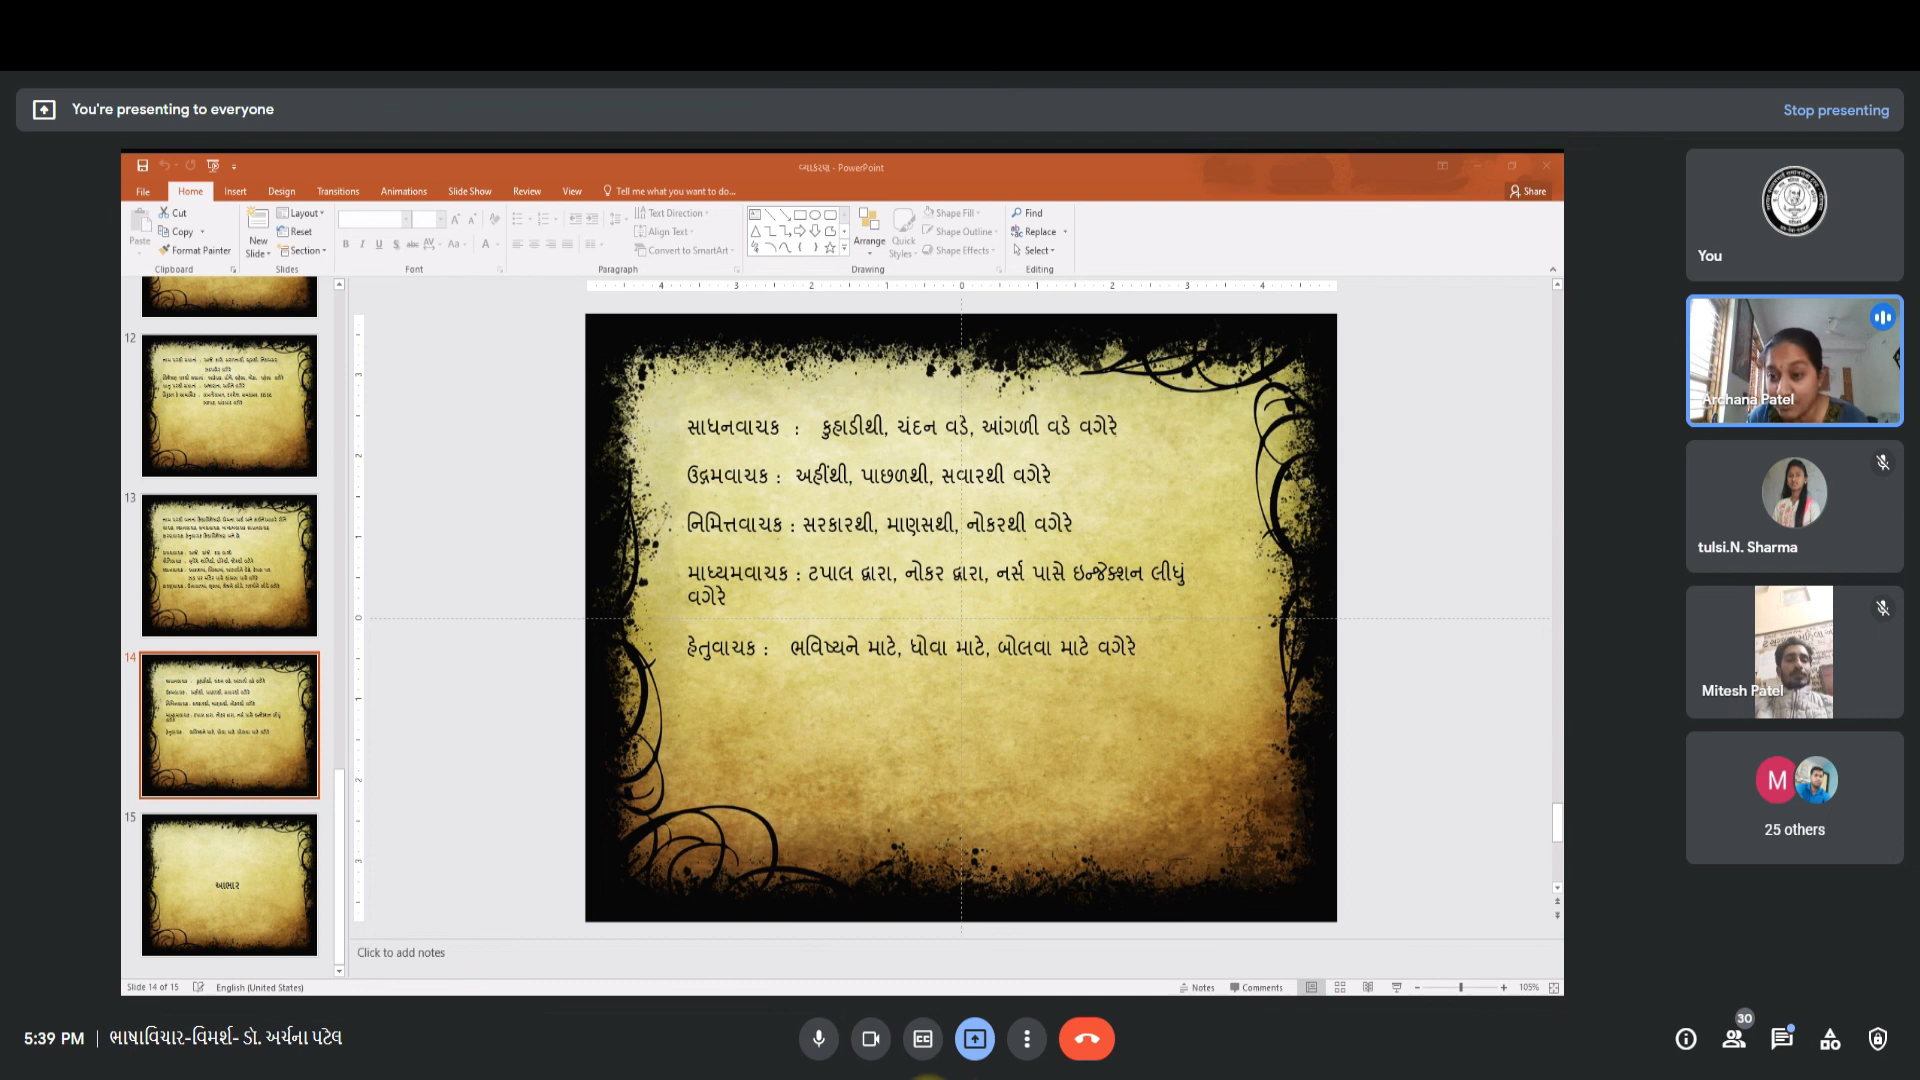 You're presenting to everyone
Stop presenting
વ્યાકરણ - PowerPoint
File Home Insert Design Transitions Animations Slide Show Review View Tell me what you want to do... Share
Paste Cut Copy Format Painter
Clipboard
New Slide Layout Reset Section
Slides
B I U S abc AV Aa A
Font
Text Direction
Align Text
Convert to SmartArt
Paragraph
Arrange Quick Styles
Shape Fill
Shape Outline
Shape Effects
Drawing
Find
Replace
Select
Editing
12
13
14
15
આભાર
સાધનવાચક : કુહાડીથી, ચંદન વડે, આંગળી વડે વગેરે
ઉદ્ગમવાચક : અહીંથી, પાછળથી, સવારથી વગેરે
નિમિત્તવાચક : સરકારથી, માણસથી, નોકરથી વગેરે
માધ્યમવાચક : ટપાલ દ્વારા, નોકર દ્વારા, નર્સ પાસે ઇન્જેક્શન લીધું
વગેરે
હેતુવાચક : ભવિષ્યને માટે, ધોવા માટે, બોલવા માટે વગેરે
Click to add notes
Slide 14 of 15 English (United States) Notes Comments 105%
You
Archana Patel
tulsi.N. Sharma
Mitesh Patel
M
25 others
5:39 PM | ભાષાવિચાર-વિમર્શ- ડૉ. અર્ચના પટેલ
30